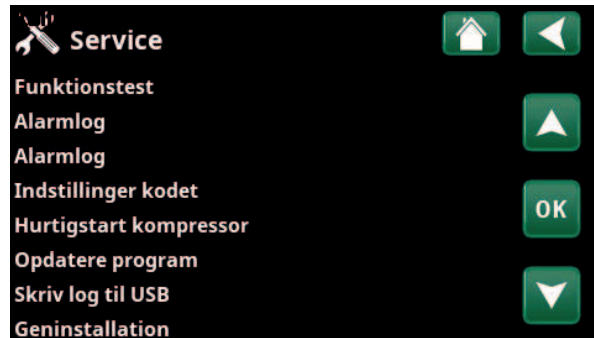 Service
Funktionstest
Alarmlog
Alarmlog
Indstillinger kodet
Hurtigstart kompressor
OK
Opdatere program
Skriv log til USB
Geninstallation